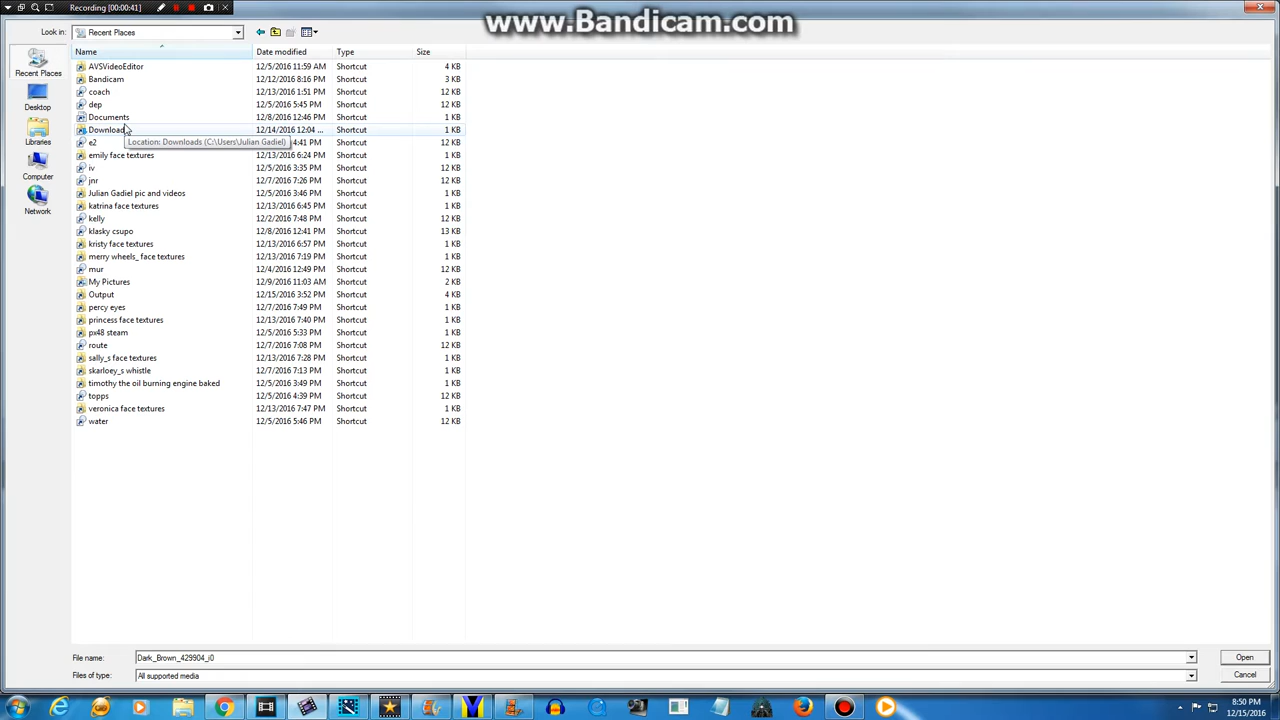 Recording [00:00:41]
www.Bandicam.com
Look in:
Recent Places
Name Date modified Type Size
AVSVideoEditor 12/5/2016 11:59 AM Shortcut 4 KB
Bandicam 12/12/2016 8:16 PM Shortcut 3 KB
coach 12/13/2016 1:51 PM Shortcut 12 KB
dep 12/5/2016 5:45 PM Shortcut 12 KB
Documents 12/8/2016 12:46 PM Shortcut 1 KB
Download 12/14/2016 12:04 ... Shortcut 1 KB
Location: Downloads (C:\Users\Julian Gadiel)
e2 4:41 PM Shortcut 12 KB
emily face textures 12/13/2016 6:24 PM Shortcut 1 KB
iv 12/5/2016 3:35 PM Shortcut 12 KB
jnr 12/7/2016 7:26 PM Shortcut 12 KB
Julian Gadiel pic and videos 12/5/2016 3:46 PM Shortcut 1 KB
katrina face textures 12/13/2016 6:45 PM Shortcut 1 KB
kelly 12/2/2016 7:48 PM Shortcut 12 KB
klasky csupo 12/8/2016 12:41 PM Shortcut 13 KB
kristy face textures 12/13/2016 6:57 PM Shortcut 1 KB
merry wheels_ face textures 12/13/2016 7:19 PM Shortcut 1 KB
mur 12/4/2016 12:49 PM Shortcut 12 KB
My Pictures 12/9/2016 11:03 AM Shortcut 2 KB
Output 12/15/2016 3:52 PM Shortcut 4 KB
percy eyes 12/7/2016 7:49 PM Shortcut 1 KB
princess face textures 12/13/2016 7:40 PM Shortcut 1 KB
px48 steam 12/5/2016 5:33 PM Shortcut 1 KB
route 12/7/2016 7:08 PM Shortcut 12 KB
sally_s face textures 12/13/2016 7:28 PM Shortcut 1 KB
skarloey_s whistle 12/7/2016 7:13 PM Shortcut 1 KB
timothy the oil burning engine baked 12/5/2016 3:49 PM Shortcut 1 KB
topps 12/5/2016 4:39 PM Shortcut 12 KB
veronica face textures 12/13/2016 7:47 PM Shortcut 1 KB
water 12/5/2016 5:46 PM Shortcut 12 KB
Recent Places
Desktop
Libraries
Computer
Network
File name: Dark_Brown_429904_i0 Open
Files of type: All supported media Cancel
8:50 PM
12/15/2016